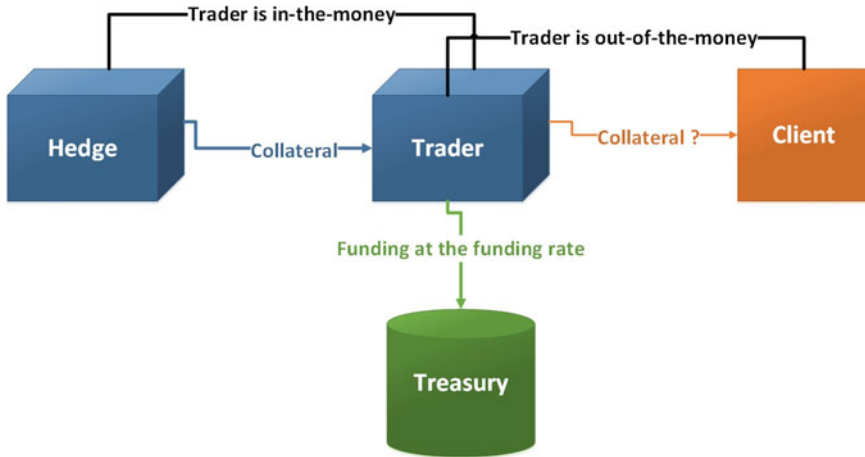 Trader is in-the-money
Trader is out-of-the-money
Hedge
Collateral
Trader
Collateral ?
Client
Funding at the funding rate
Treasury